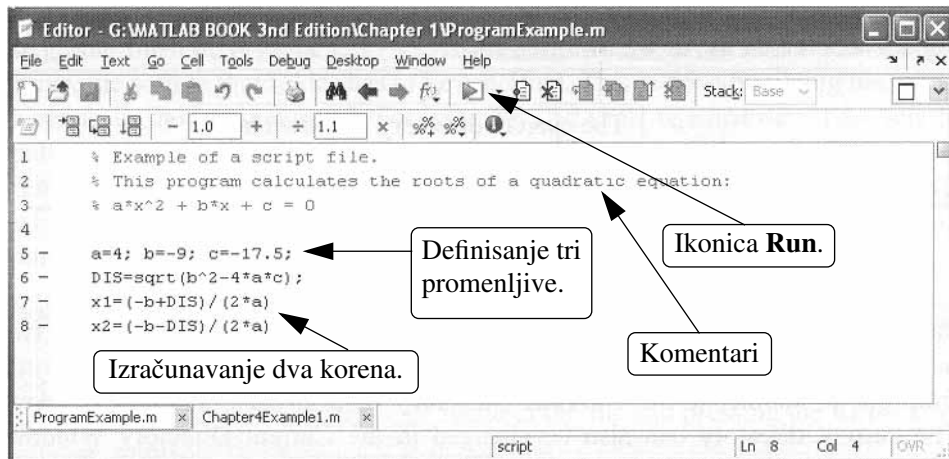 Editor - G:\MATLAB BOOK 3nd Edition\Chapter 1\ProgramExample.m
File Edit Text Go Cell Tools Debug Desktop Window Help
Stack: Base
- 1.0 + ÷ 1.1 ×
1 % Example of a script file.
2 % This program calculates the roots of a quadratic equation:
3 % a*x^2 + b*x + c = 0
4
5 - a=4; b=-9; c=-17.5;
6 - DIS=sqrt(b^2-4*a*c);
7 - x1=(-b+DIS)/(2*a)
8 - x2=(-b-DIS)/(2*a)
Definisanje tri
promenljive.
Ikonica Run.
Izračunavanje dva korena.
Komentari
ProgramExample.m × Chapter4Example1.m ×
script Ln 8 Col 4 OVR